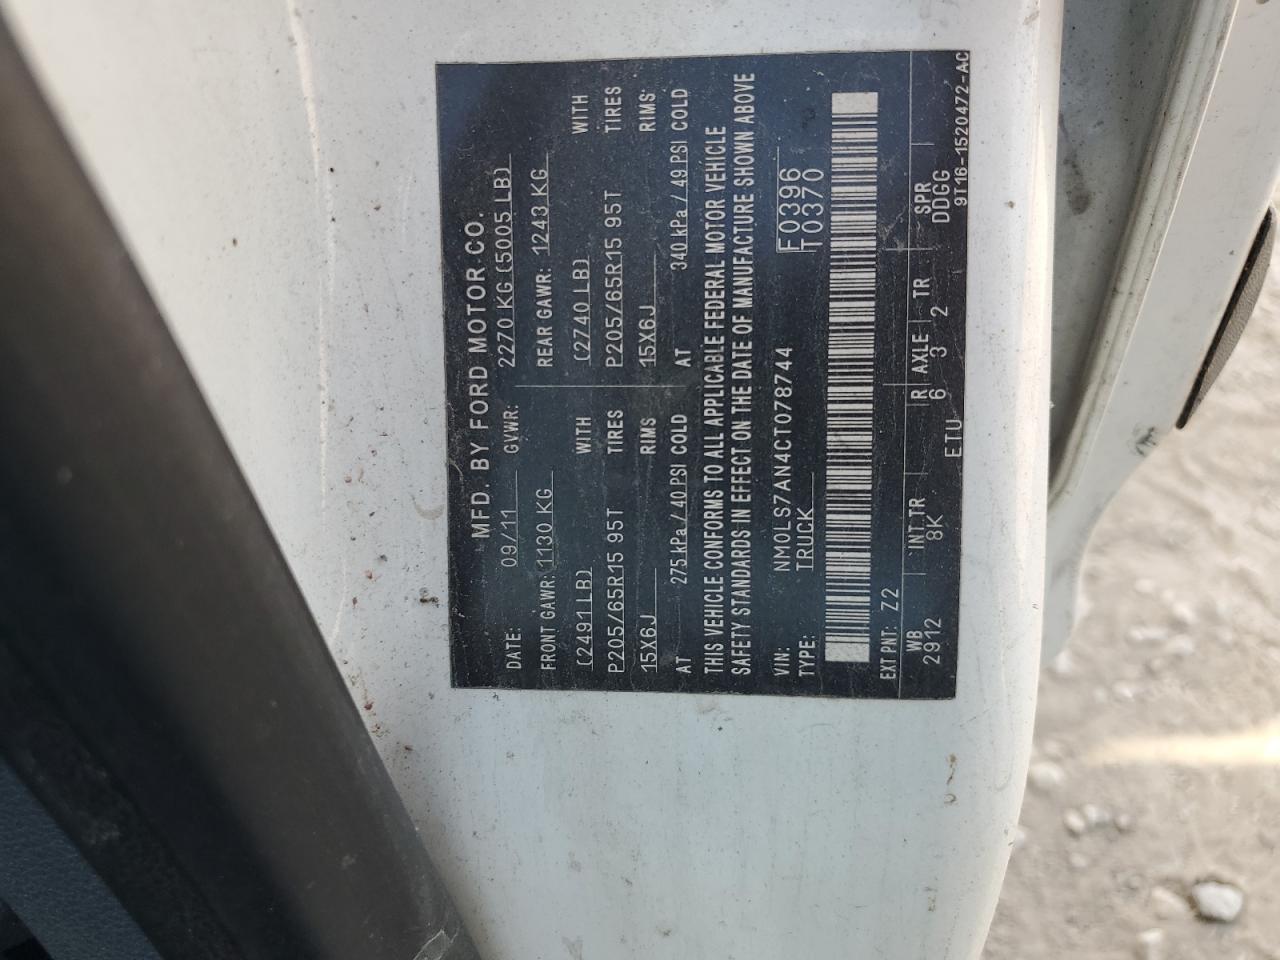 MFD. BY FORD MOTOR CO.
DATE: 09/11 GVWR: 2270 KG (5005 LB)
FRONT GAWR: 1130 KG REAR GAWR: 1243 KG
(2491 LB) WITH (2740 LB) WITH
P205/65R15 95T TIRES P205/65R15 95T TIRES
15X6J RIMS 15X6J RIMS
AT 275 kPa / 40 PSI COLD AT 340 kPa / 49 PSI COLD
THIS VEHICLE CONFORMS TO ALL APPLICABLE FEDERAL MOTOR VEHICLE
SAFETY STANDARDS IN EFFECT ON THE DATE OF MANUFACTURE SHOWN ABOVE
VIN: NM0LS7AN4CT078744 F0396
TYPE: TRUCK T0370
EXT PNT: Z2
WB INT TR R AXLE TR SPR
2912 8K 6 3 2 DDGG
ETU 9T16-1520472-AC